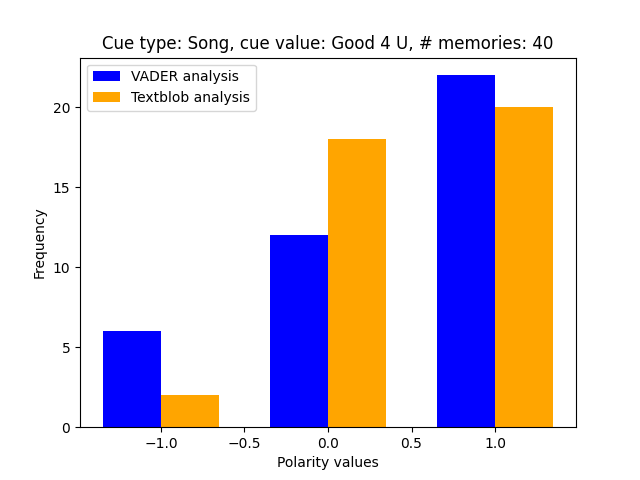 Cue type: Song, cue value: Good 4 U, # memories: 40
VADER analysis
Textblob analysis
Frequency
20
15
10
5
0
−1.0 −0.5 0.0 0.5 1.0
Polarity values